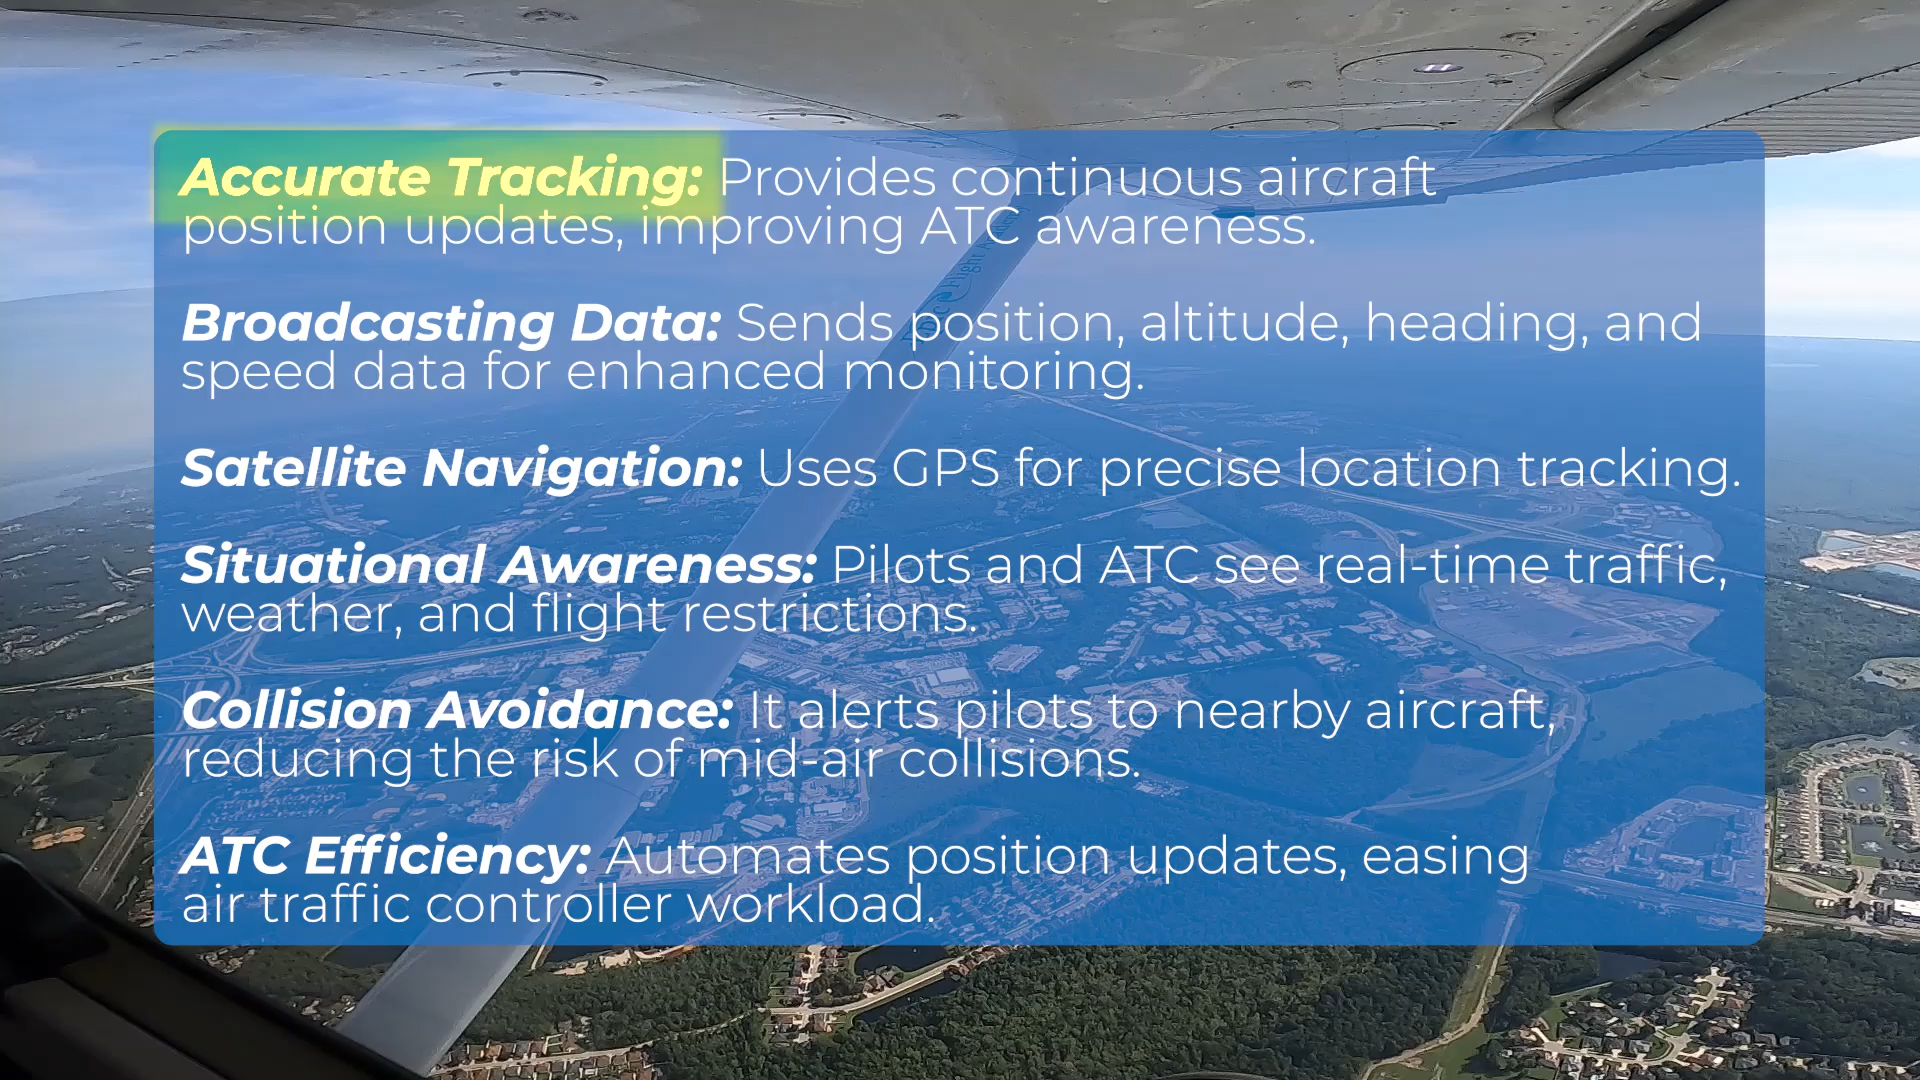 Accurate Tracking: Provides continuous aircraft
position updates, improving ATC awareness.
Broadcasting Data: Sends position, altitude, heading, and
speed data for enhanced monitoring.
Satellite Navigation: Uses GPS for precise location tracking.
Situational Awareness: Pilots and ATC see real-time traffic,
weather, and flight restrictions.
Collision Avoidance: It alerts pilots to nearby aircraft,
reducing the risk of mid-air collisions.
ATC Efficiency: Automates position updates, easing
air traffic controller workload.
Flight